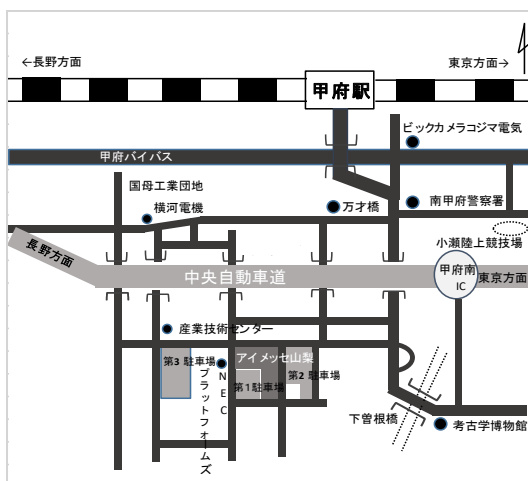 ←長野方面
東京方面→
甲府駅
ビックカメラコジマ電気
甲府バイパス
国母工業団地
横河電機
万才橋
南甲府警察署
小瀬陸上競技場
長野方面
中央自動車道
甲府南
IC
東京方面
産業技術センター
アイメッセ山梨
第3 駐車場
第1駐車場
第2 駐車場
NEC
プラットフォームズ
下曽根橋
考古学博物館